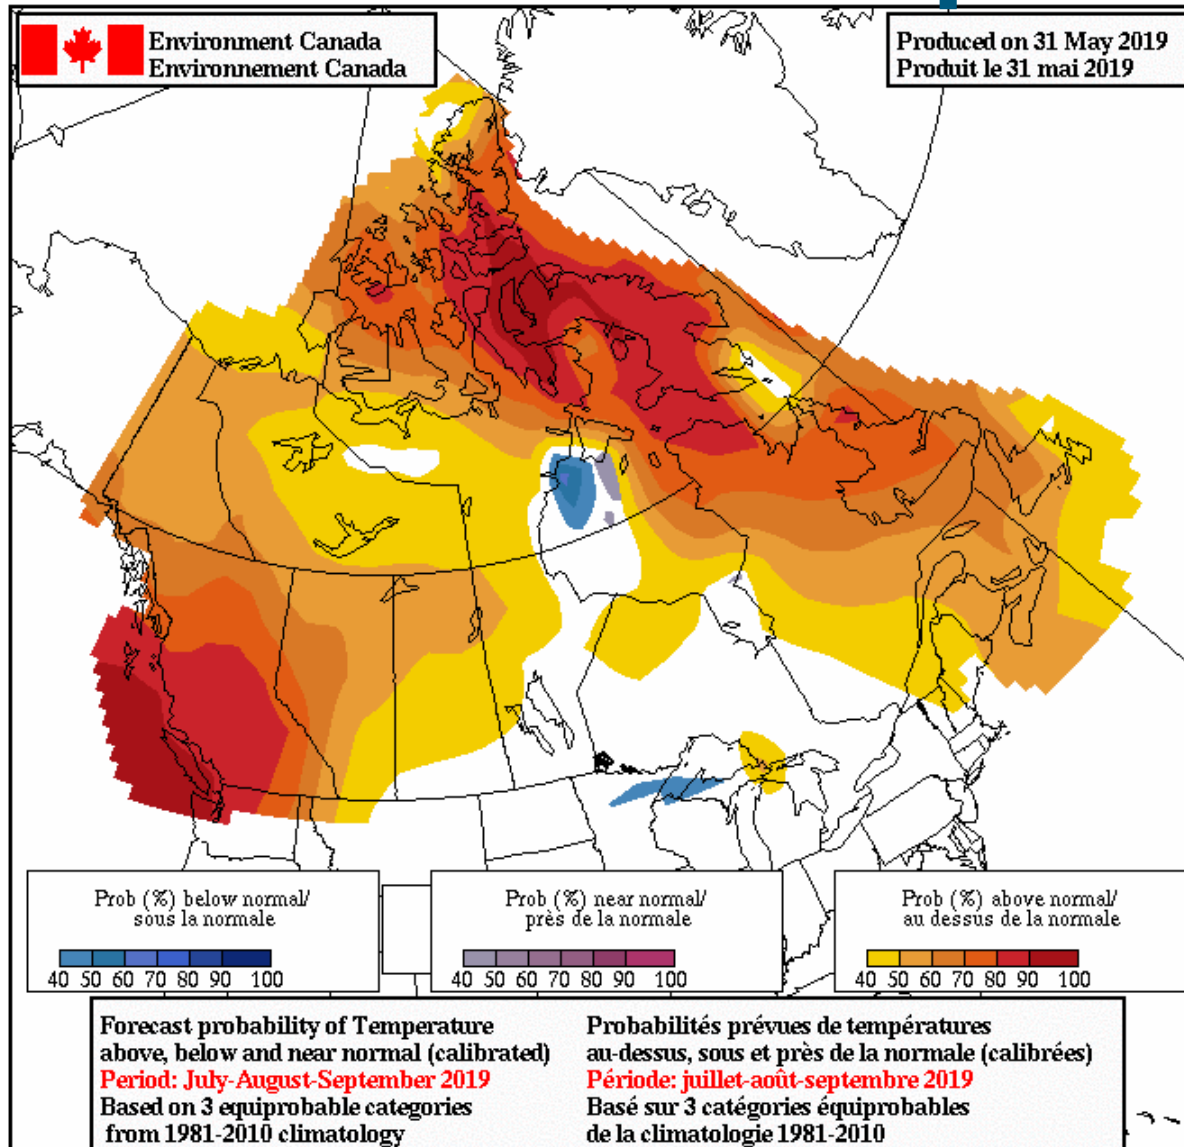 Environment Canada
Environnement Canada
Produced on 31 May 2019
Produit le 31 mai 2019
Prob (%) below normal/
sous la normale
40 50 60 70 80 90 100
Prob (%) near normal/
près de la normale
40 50 60 70 80 90 100
Prob (%) above normal/
au dessus de la normale
40 50 60 70 80 90 100
Forecast probability of Temperature
above, below and near normal (calibrated)
Period: July-August-September 2019
Based on 3 equiprobable categories
from 1981-2010 climatology
Probabilités prévues de températures
au-dessus, sous et près de la normale (calibrées)
Période: juillet-août-septembre 2019
Basé sur 3 catégories équiprobables
de la climatologie 1981-2010